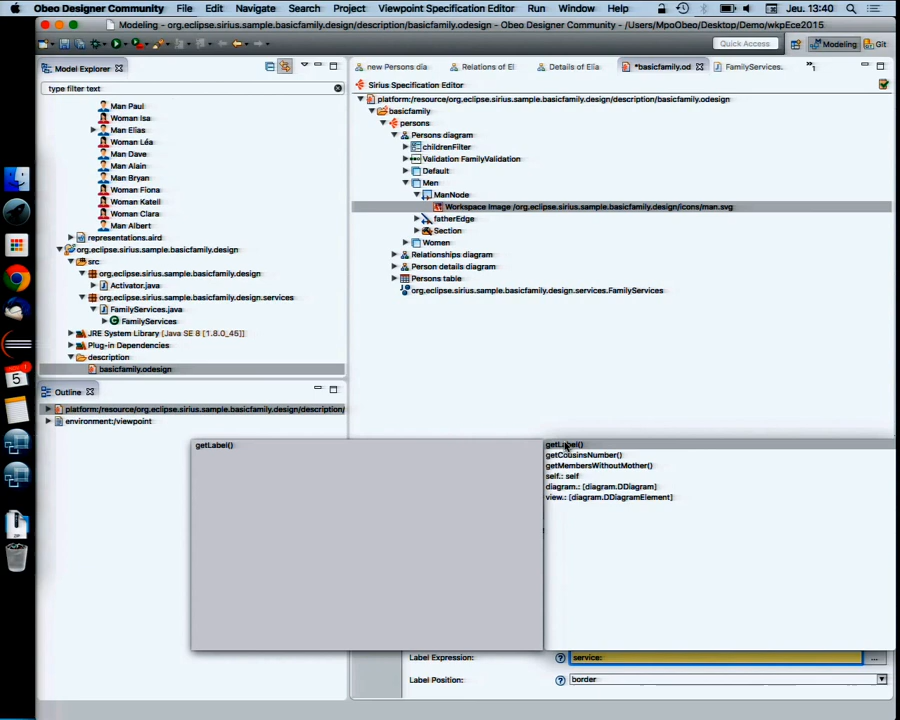 Obeo Designer Community File Edit Navigate Search Project Viewpoint Specification Editor Run Window Help Jeu. 13:40
Modeling - org.eclipse.sirius.sample.basicfamily.design/description/basicfamily.odesign - Obeo Designer Community - /Users/MpoObeo/Desktop/Demo/wkpEce2015
Quick Access
Modeling
Git
Model Explorer
type filter text
Man Paul
Woman Isa
Man Elias
Woman Léa
Man Dave
Man Alain
Man Bryan
Woman Fiona
Woman Katell
Woman Clara
Man Albert
representations.aird
org.eclipse.sirius.sample.basicfamily.design
src
org.eclipse.sirius.sample.basicfamily.design
Activator.java
org.eclipse.sirius.sample.basicfamily.design.services
FamilyServices.java
FamilyServices
JRE System Library [Java SE 8 [1.8.0_45]]
Plug-in Dependencies
description
basicfamily.odesign
Outline
platform:/resource/org.eclipse.sirius.sample.basicfamily.design/description/
environment:/viewpoint
new Persons dia
Relations of El
Details of Elia
*basicfamily.od
FamilyServices.
1
Sirius Specification Editor
platform:/resource/org.eclipse.sirius.sample.basicfamily.design/description/basicfamily.odesign
basicfamily
persons
Persons diagram
childrenFilter
Validation FamilyValidation
Default
Men
ManNode
Workspace Image /org.eclipse.sirius.sample.basicfamily.design/icons/man.svg
fatherEdge
Section
Women
Relationships diagram
Person details diagram
Persons table
org.eclipse.sirius.sample.basicfamily.design.services.FamilyServices
getLabel()
getLabel()
getCousinsNumber()
getMembersWithoutMother()
self.: self
diagram.: [diagram.DDiagram]
view.: [diagram.DDiagramElement]
Label Expression: service: ...
Label Position: border
5
ZIP